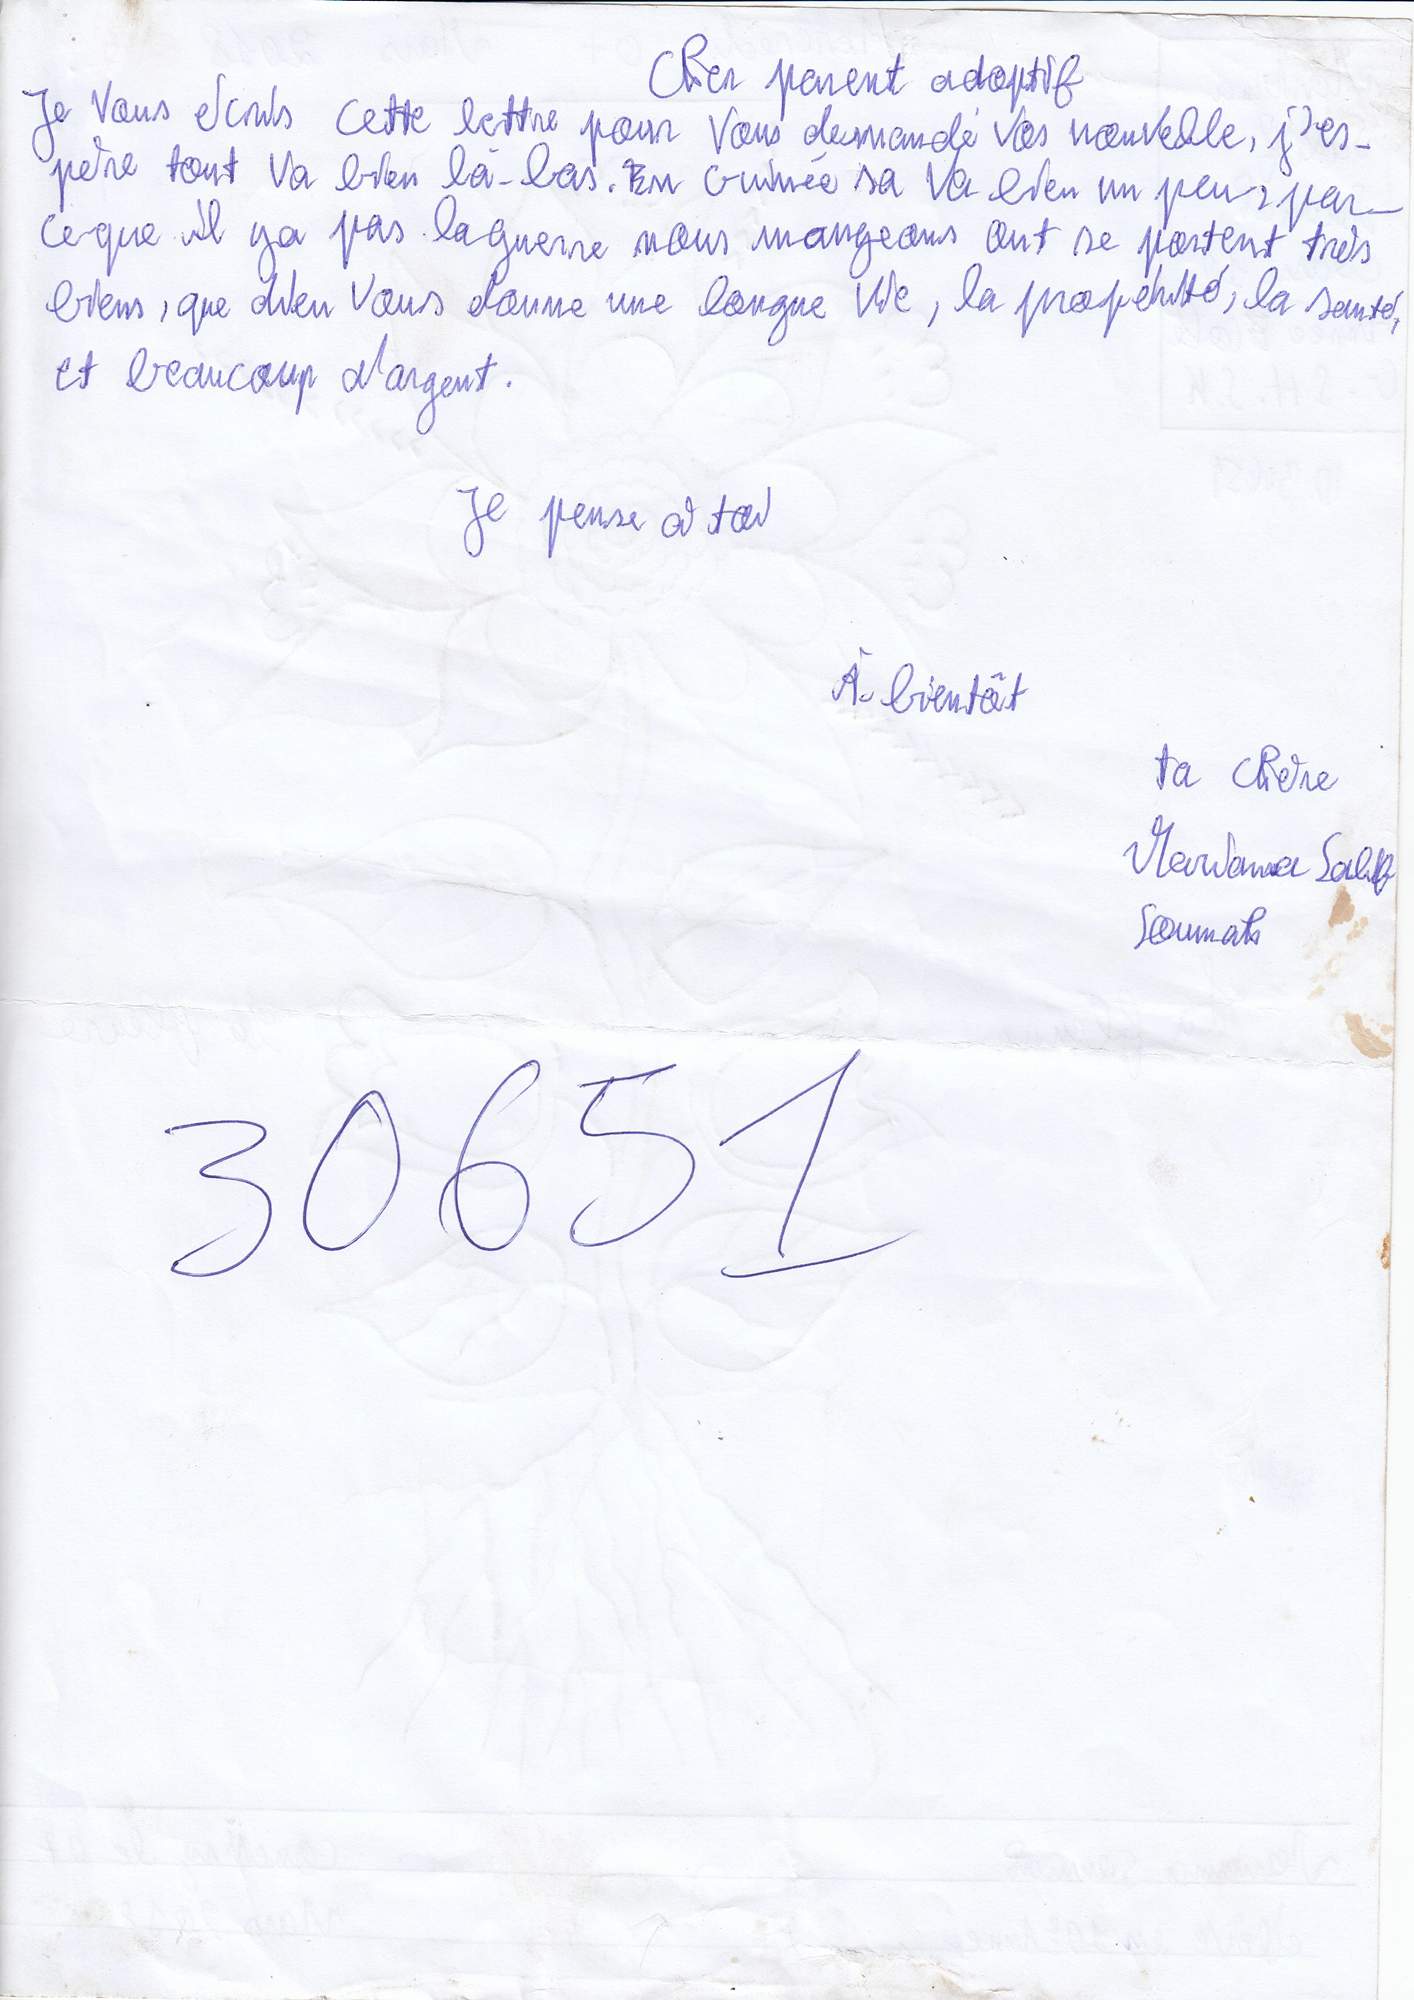 Cher parent adoptif
Je Vous écris cette lettre pour Vous demandé Vos nouvelle, j'es-
père tout Va bien là-bas. En Guinée sa Va bien un peu, par-
ceque il ya pas la guerre nous mangeons ont se portent très
biens, que dieu Vous donne une longue Vie, la propérité, la santé,
et beaucoup d'argent.
Je pense à toi
À-bientôt
ta chère
Mariama
Soumah
30651